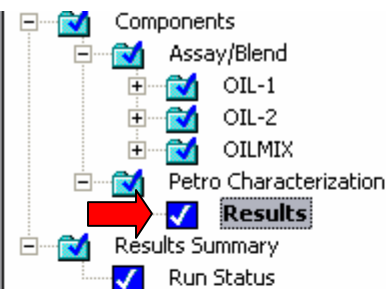 Components
Assay/Blend
OIL-1
OIL-2
OILMIX
Petro Characterization
Results
Results Summary
Run Status